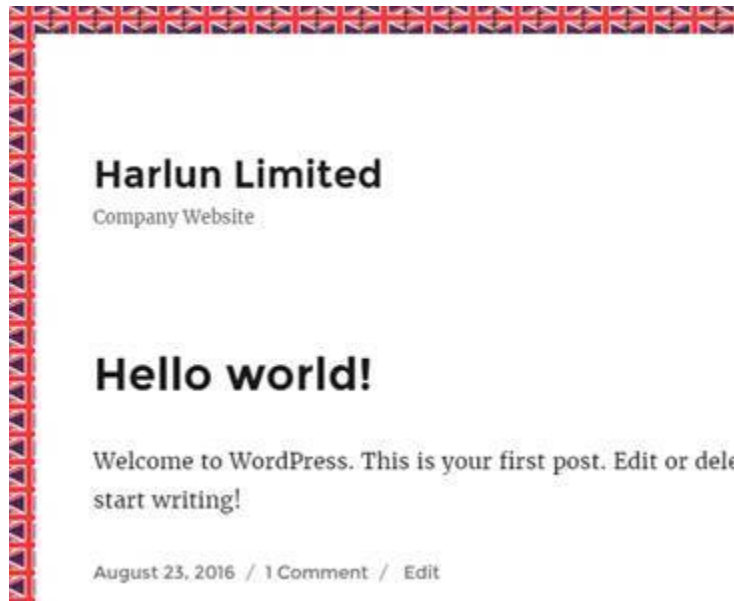 Harlun Limited
Company Website
Hello world!
Welcome to WordPress. This is your first post. Edit or dele
start writing!
August 23, 2016 / 1 Comment / Edit